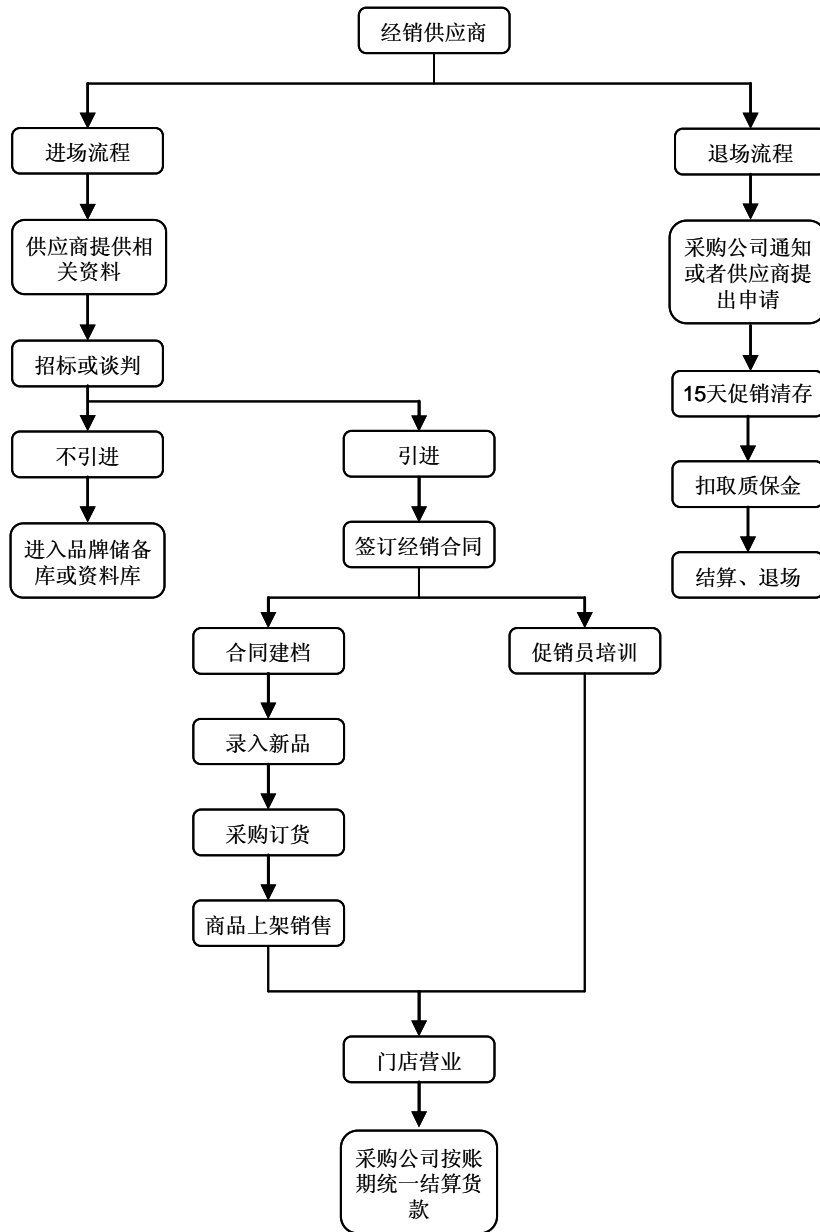 经销供应商
进场流程
退场流程
供应商提供相
关资料
采购公司通知
或者供应商提
出申请
招标或谈判
15天促销清存
不引进
引进
扣取质保金
进入品牌储备
库或资料库
签订经销合同
结算、退场
合同建档
促销员培训
录入新品
采购订货
商品上架销售
门店营业
采购公司按账
期统一结算货
款